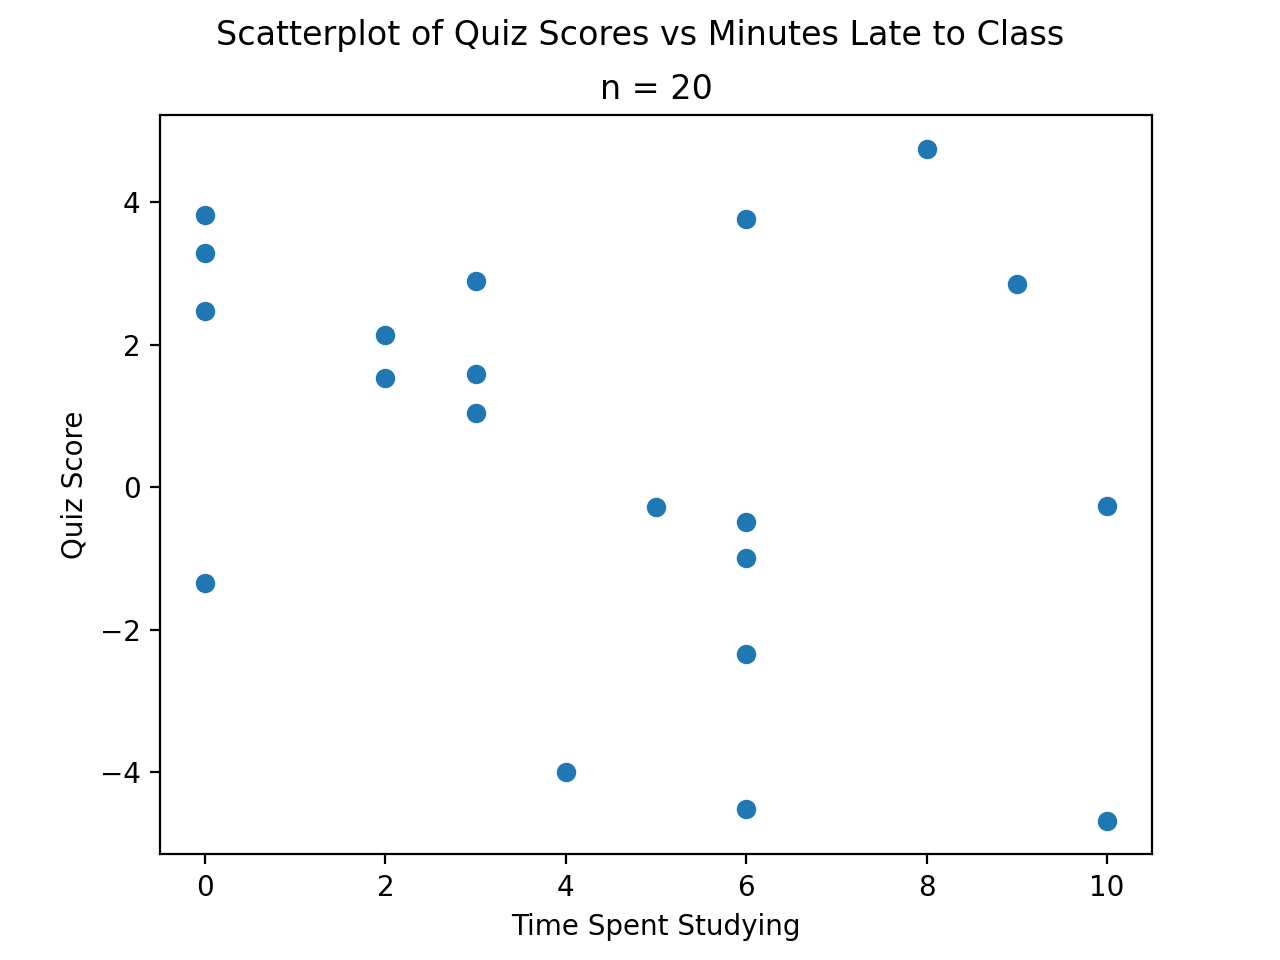 Scatterplot of Quiz Scores vs Minutes Late to Class
n = 20
4
2
0
−2
−4
Quiz Score
0 2 4 6 8 10
Time Spent Studying